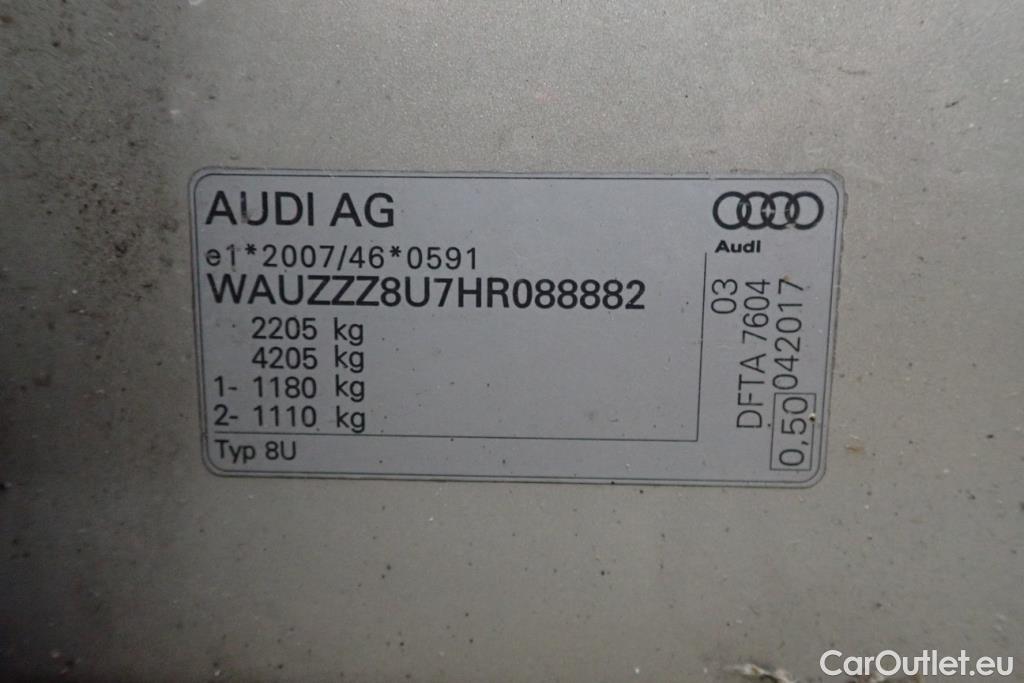 AUDI AG
e1*2007/46*0591
WAUZZZ8U7HR088882
2205 kg
4205 kg
1- 1180 kg
2- 1110 kg
Typ 8U
Audi
03
DFTA 7604
0,50 042017
CarOutlet.eu